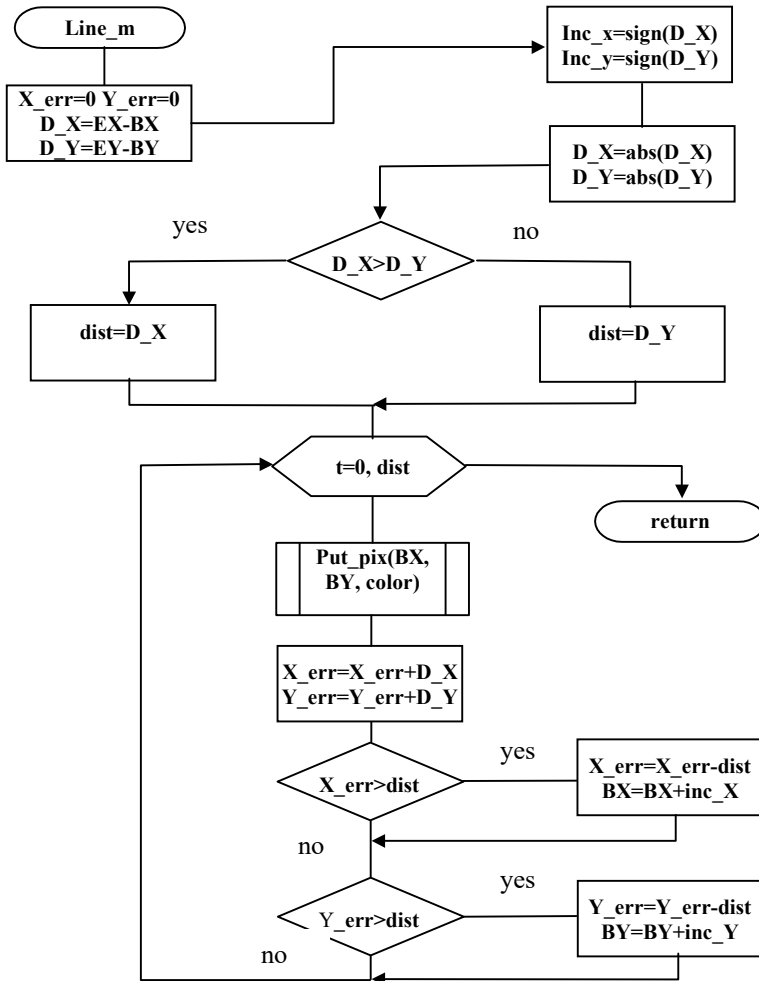 Line_m
X_err=0 Y_err=0
D_X=EX-BX
D_Y=EY-BY
Inc_x=sign(D_X)
Inc_y=sign(D_Y)
D_X=abs(D_X)
D_Y=abs(D_Y)
yes
no
D_X>D_Y
dist=D_X
dist=D_Y
t=0, dist
return
Put_pix(BX,
BY, color)
X_err=X_err+D_X
Y_err=Y_err+D_Y
yes
X_err>dist
X_err=X_err-dist
BX=BX+inc_X
no
yes
Y_err>dist
Y_err=Y_err-dist
BY=BY+inc_Y
no